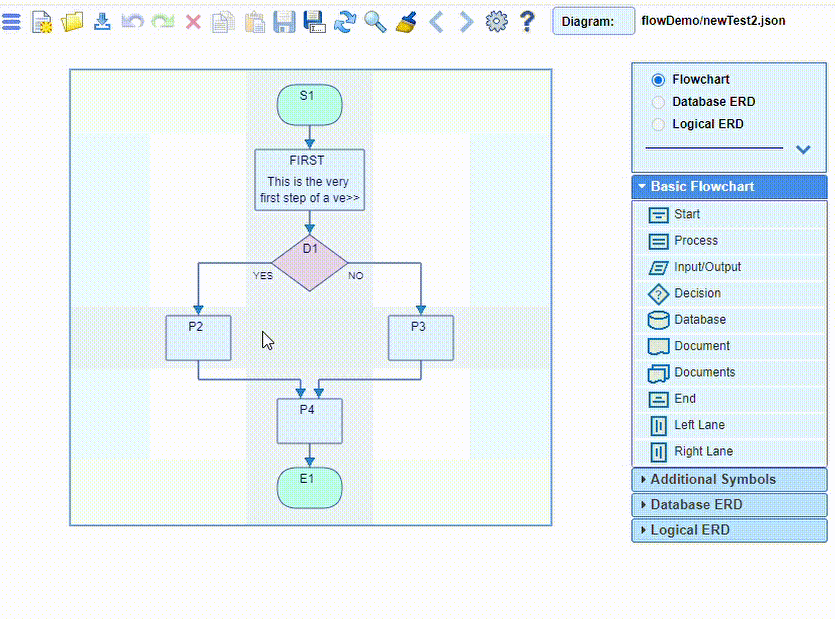 Diagram:
flowDemo/newTest2.json
S1
FIRST
This is the very
first step of a ve>>
D1
YES
NO
P2
P3
P4
E1
Flowchart
Database ERD
Logical ERD
Basic Flowchart
Start
Process
Input/Output
Decision
Database
Document
Documents
End
Left Lane
Right Lane
Additional Symbols
Database ERD
Logical ERD